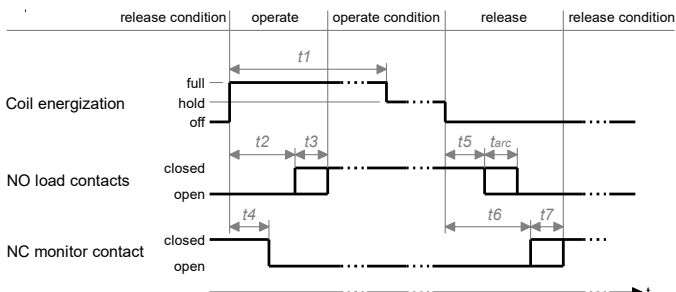 release condition operate operate condition release release condition
t1
full
Coil energization hold
off
t2 t3 t5 tarc
closed
NO load contacts
open
t4 t6 t7
closed
NC monitor contact
open
t